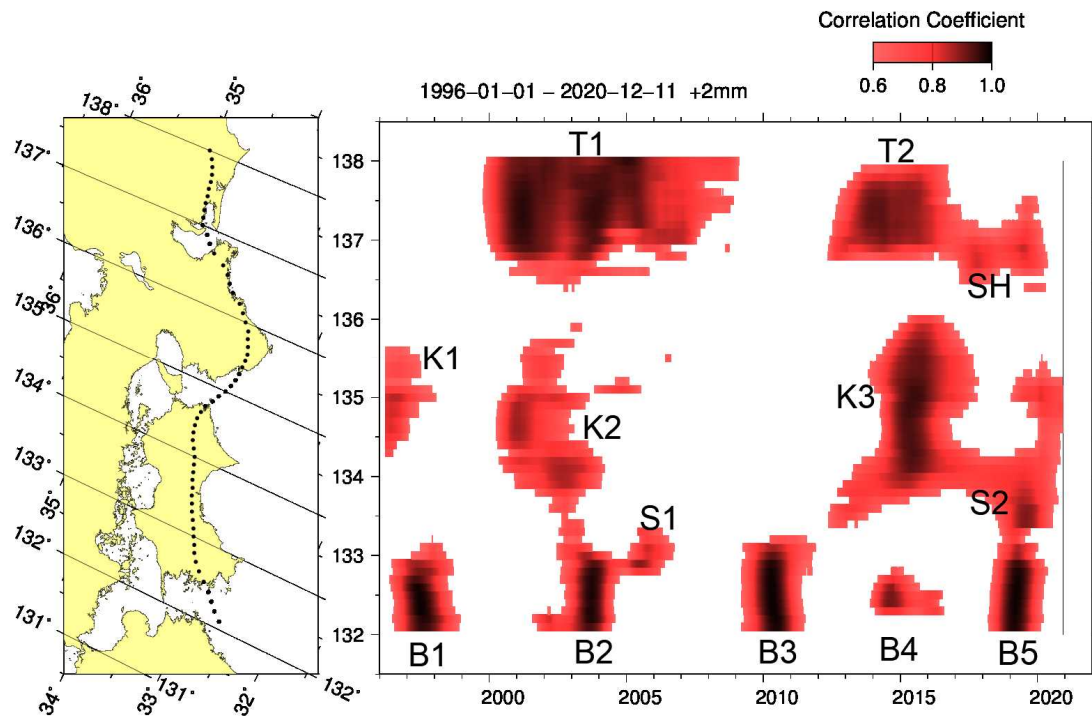 Correlation Coefficient
0.6 0.8 1.0
1996−01−01 − 2020−12−11 +2mm
36° 35°
138°
137°
136°
135°
36°
134°
133°
35°
132°
131°
34° 33° 131° 32° 132°
138
137
136
135
134
133
132
T1
T2
SH
K1
K2
K3
S1
S2
B1 B2 B3 B4 B5
2000 2005 2010 2015 2020